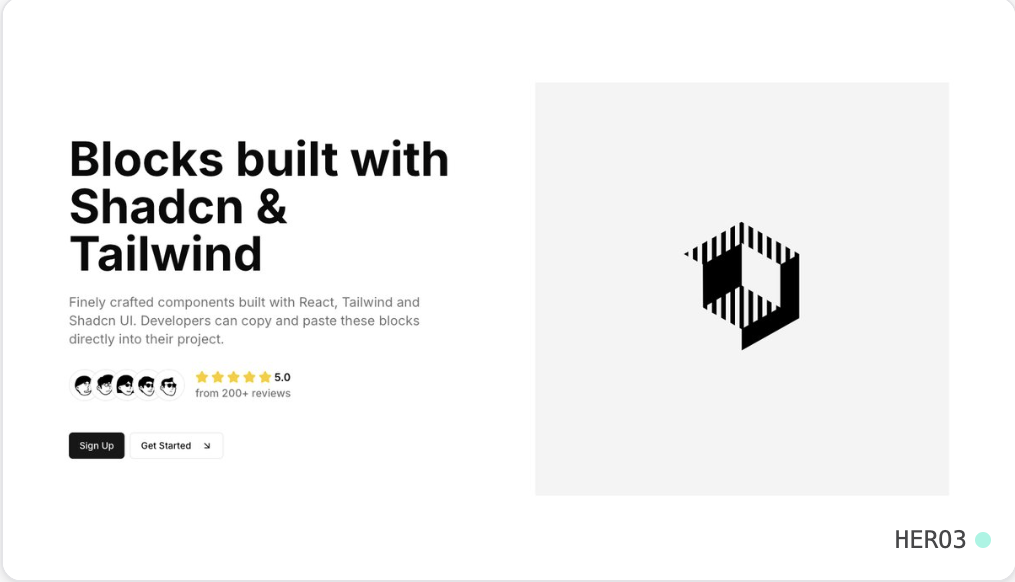 Blocks built with
Shadcn &
Tailwind
Finely crafted components built with React, Tailwind and
Shadcn UI. Developers can copy and paste these blocks
directly into their project.
5.0
from 200+ reviews
Sign Up
Get Started
HERO3